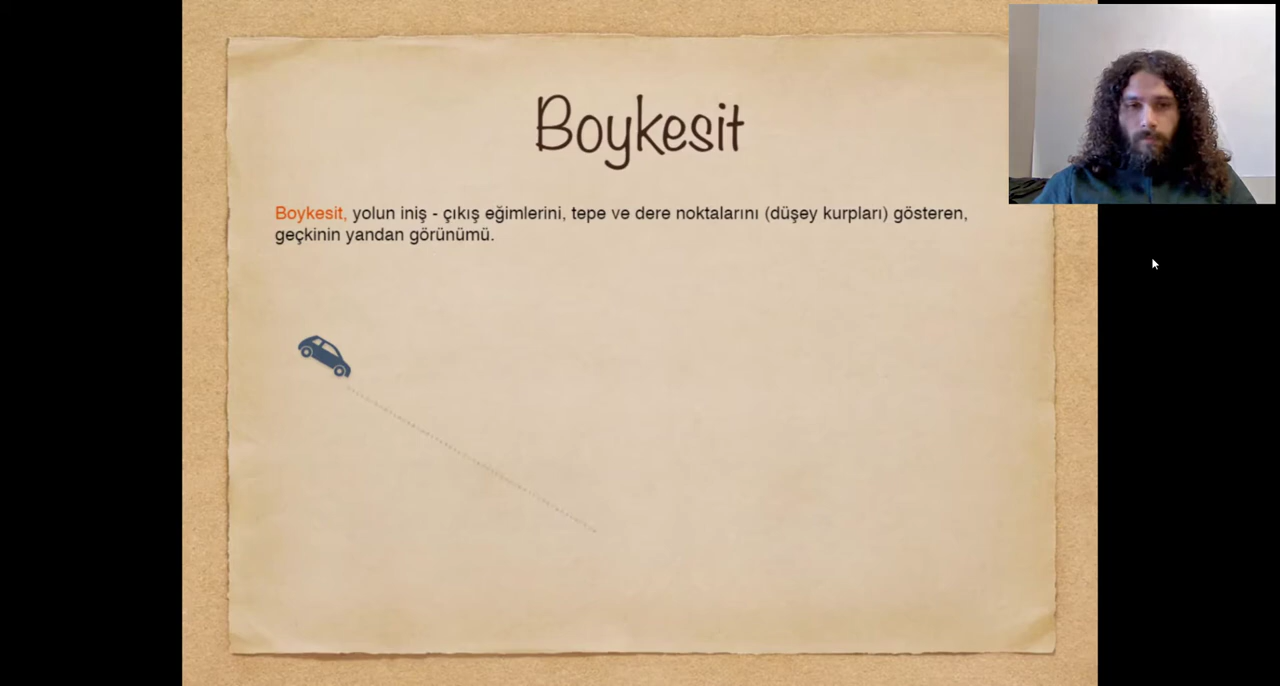 Boykesit
Boykesit, yolun iniş - çıkış eğimlerini, tepe ve dere noktalarını (düşey kurpları) gösteren,
geçkinin yandan görünümü.